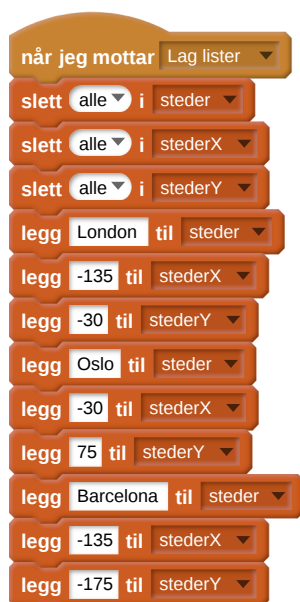 når jeg mottar Lag lister
slett alle i steder
slett alle i stederX
slett alle i stederY
legg London til steder
legg -135 til stederX
legg -30 til stederY
legg Oslo til steder
legg -30 til stederX
legg 75 til stederY
legg Barcelona til steder
legg -135 til stederX
legg -175 til stederY